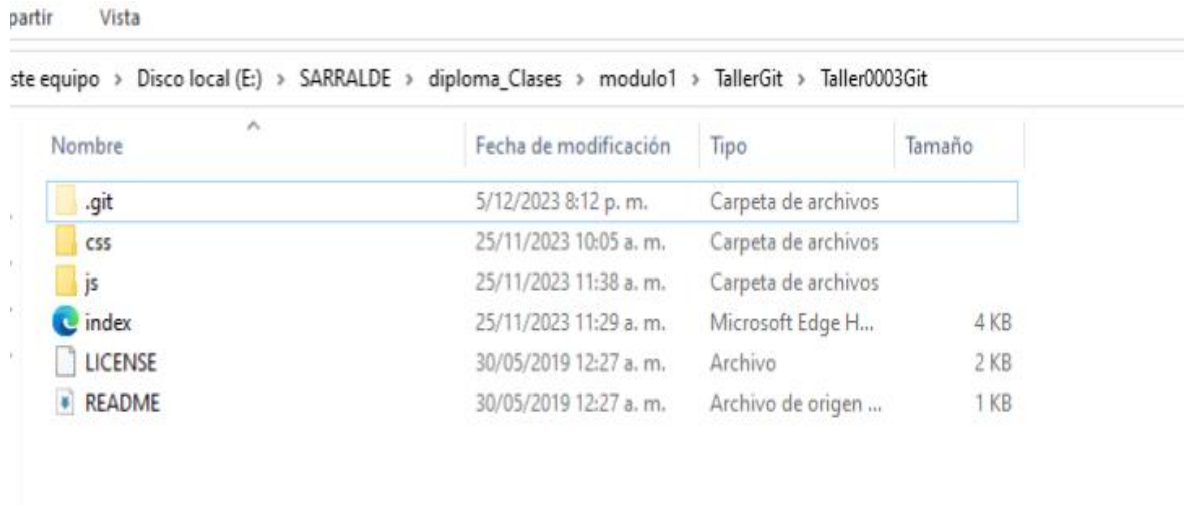 partir Vista
ste equipo > Disco local (E:) > SARRALDE > diploma_Clases > modulo1 > TallerGit > Taller0003Git
Nombre Fecha de modificación Tipo Tamaño
.git 5/12/2023 8:12 p. m. Carpeta de archivos
css 25/11/2023 10:05 a. m. Carpeta de archivos
js 25/11/2023 11:38 a. m. Carpeta de archivos
index 25/11/2023 11:29 a. m. Microsoft Edge H... 4 KB
LICENSE 30/05/2019 12:27 a. m. Archivo 2 KB
README 30/05/2019 12:27 a. m. Archivo de origen ... 1 KB